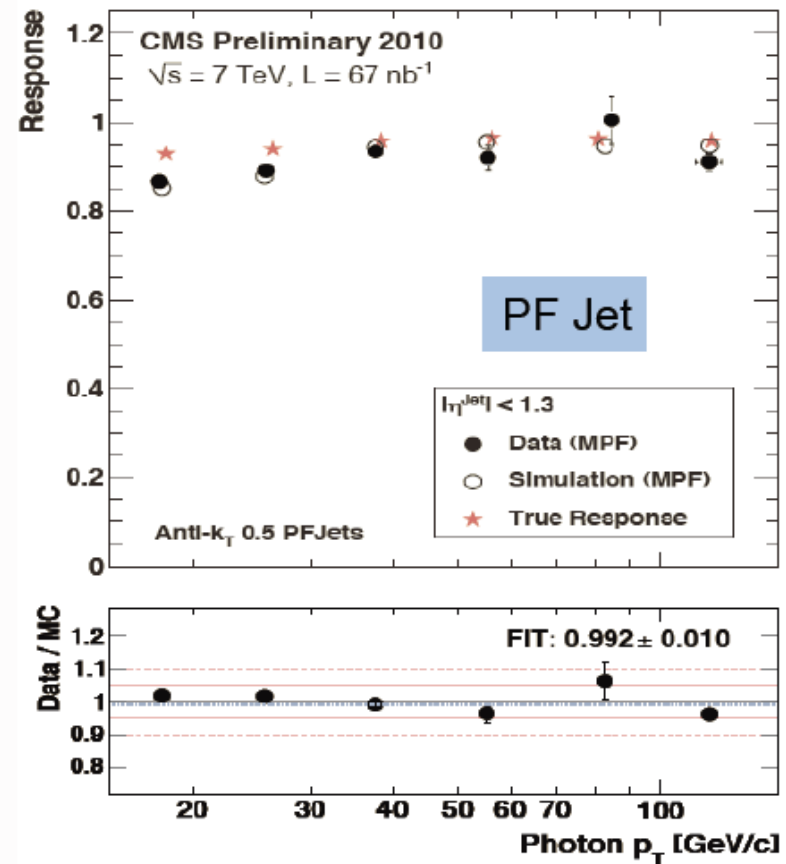 Response
1.2
1
0.8
0.6
0.4
0.2
0
CMS Preliminary 2010
√s = 7 TeV, L = 67 nb⁻¹
PF Jet
|η^Jet| < 1.3
Data (MPF)
Simulation (MPF)
True Response
Anti-k_T 0.5 PFJets
Data / MC
1.2
1.1
1
0.9
0.8
FIT: 0.992 ± 0.010
20 30 40 50 60 70 100
Photon p_T [GeV/c]